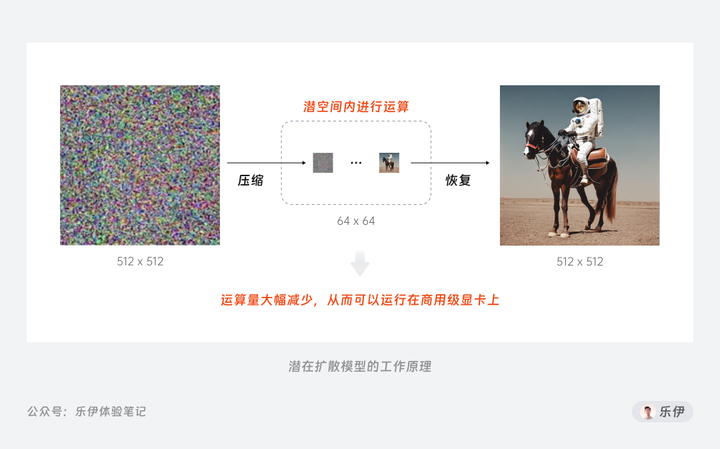 潜空间内进行运算
压缩
...
恢复
64 x 64
512 x 512
512 x 512
运算量大幅减少，从而可以运行在商用级显卡上
潜在扩散模型的工作原理
公众号：乐伊体验笔记
乐伊